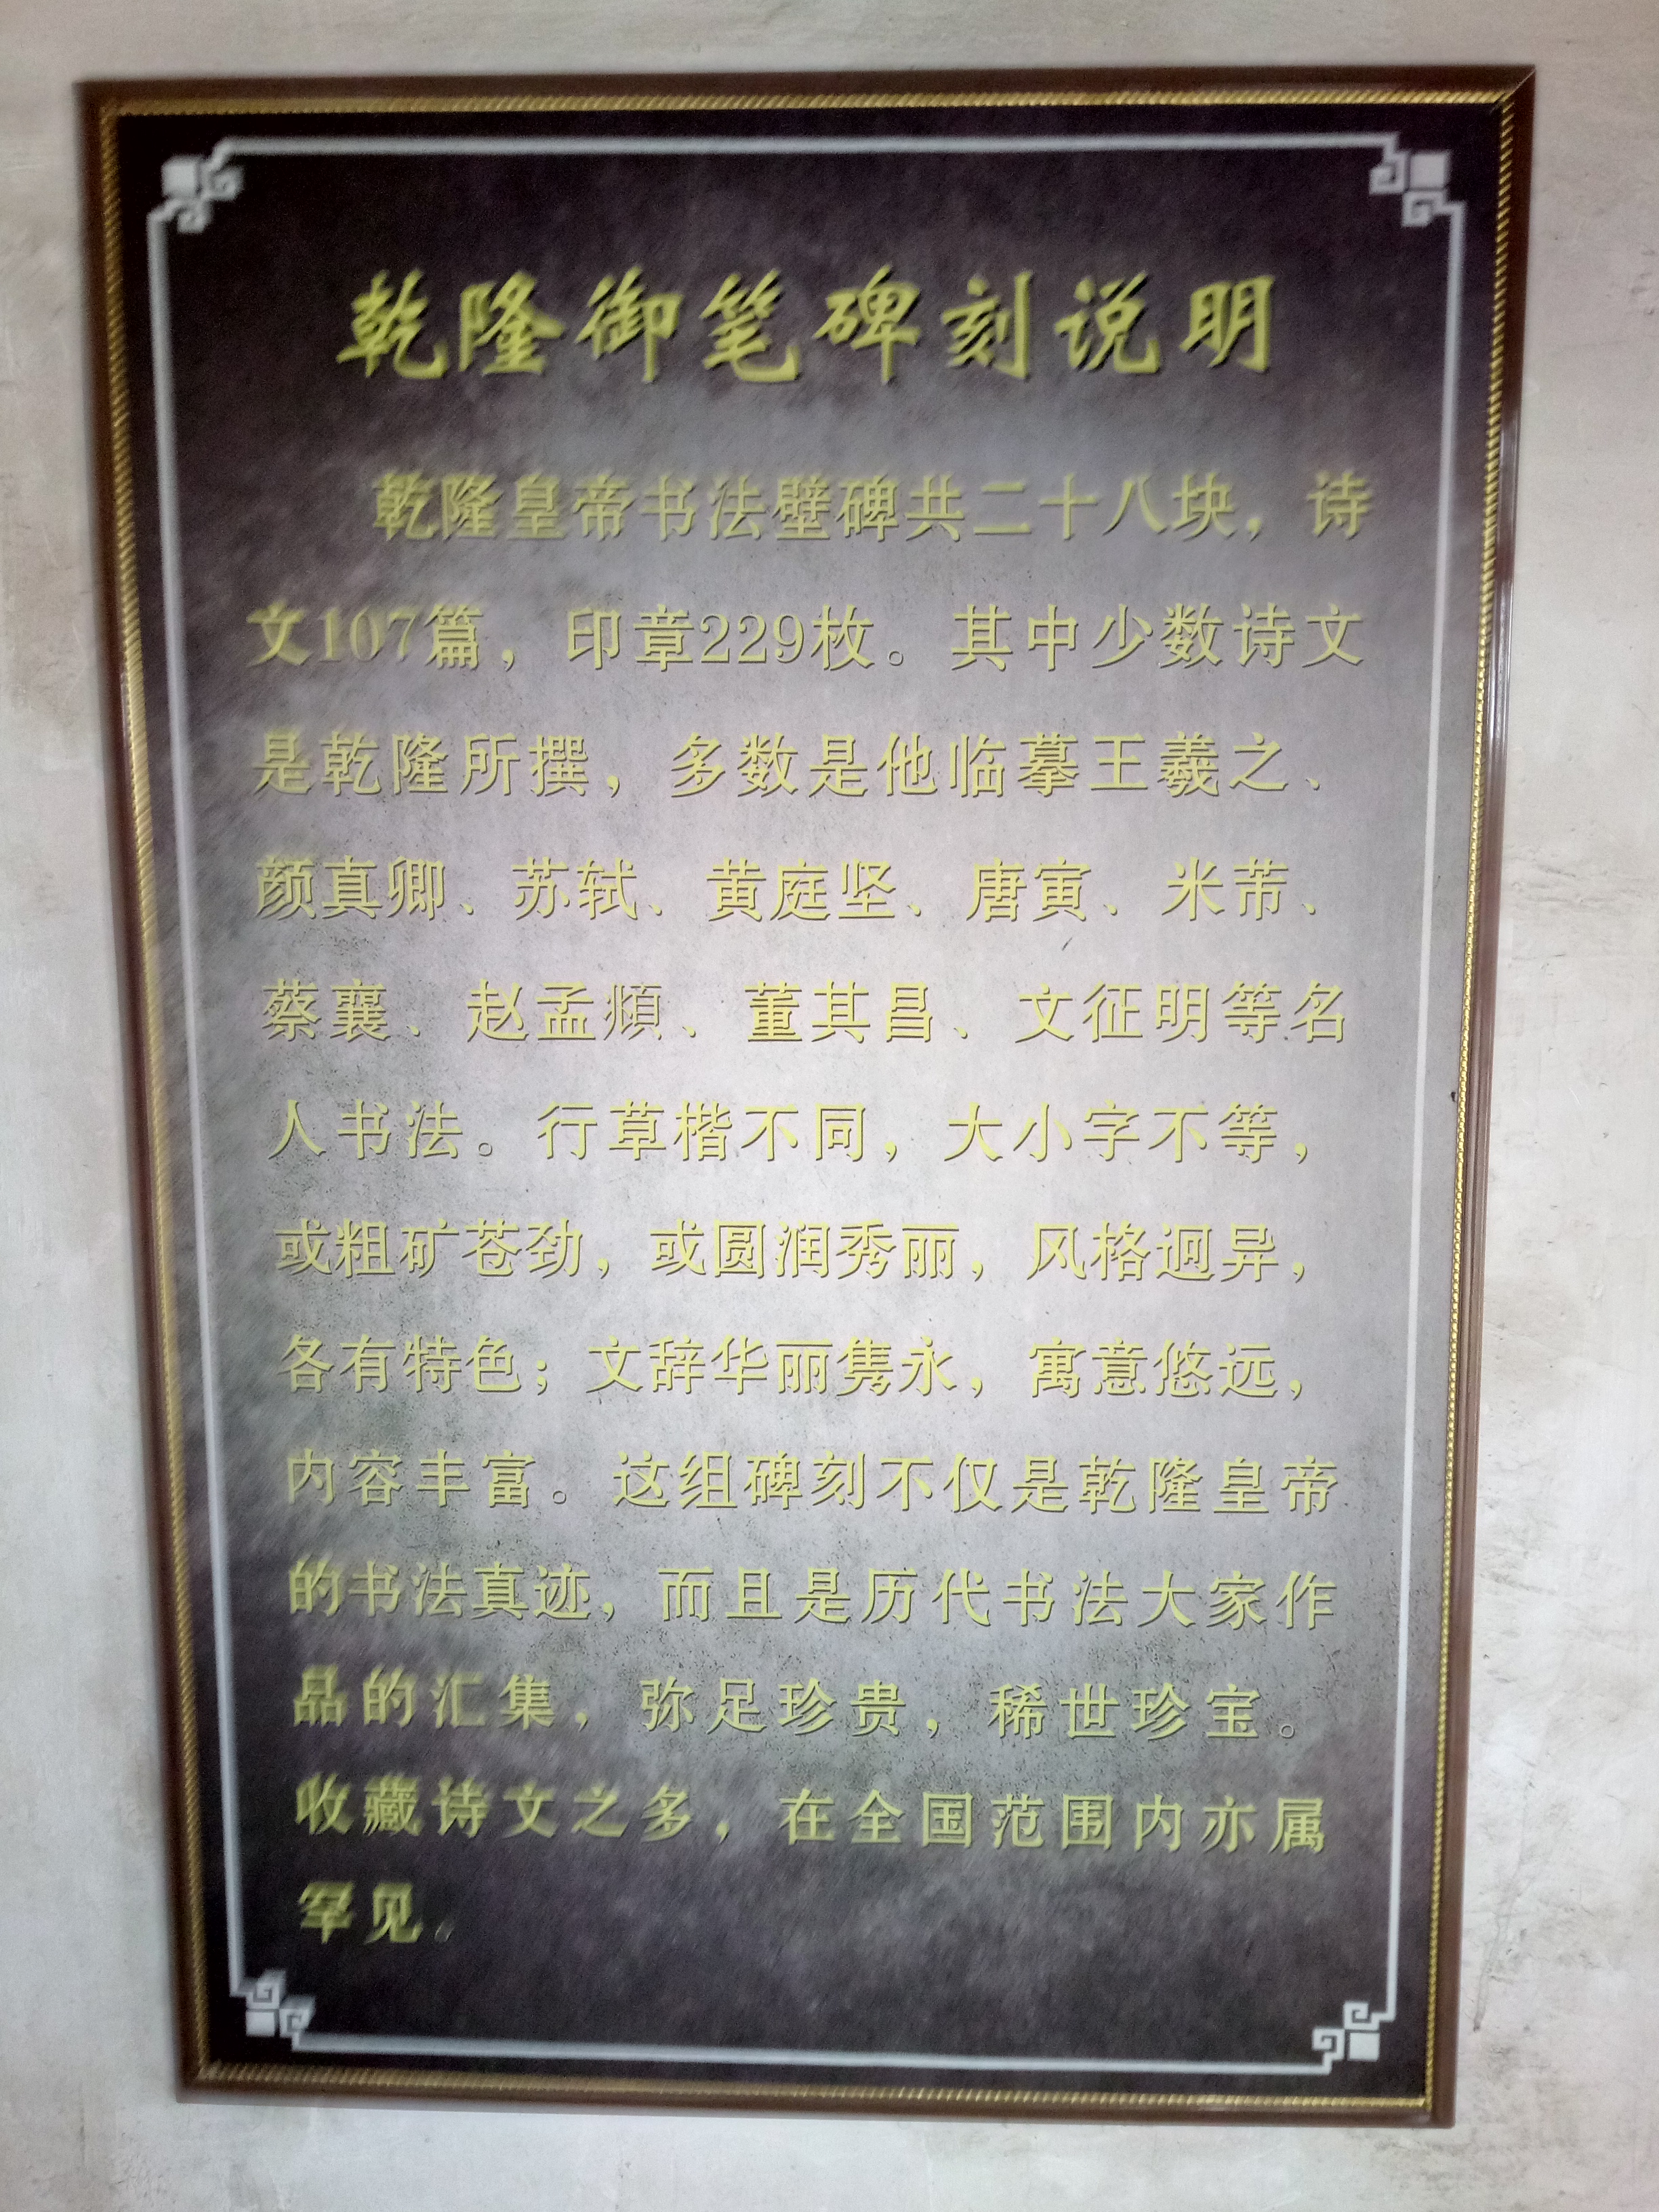 乾隆御笔碑刻说明
乾隆皇帝书法壁碑共二十八块，诗
文107篇，印章229枚。其中少数诗文
是乾隆所撰，多数是他临摹王羲之、
颜真卿、苏轼、黄庭坚、唐寅、米芾、
蔡襄、赵孟頫、董其昌、文征明等名
人书法。行草楷不同，大小字不等，
或粗矿苍劲，或圆润秀丽，风格迥异，
各有特色；文辞华丽隽永，寓意悠远，
内容丰富。这组碑刻不仅是乾隆皇帝
的书法真迹，而且是历代书法大家作
品的汇集，弥足珍贵，稀世珍宝。
收藏诗文之多，在全国范围内亦属
罕见。